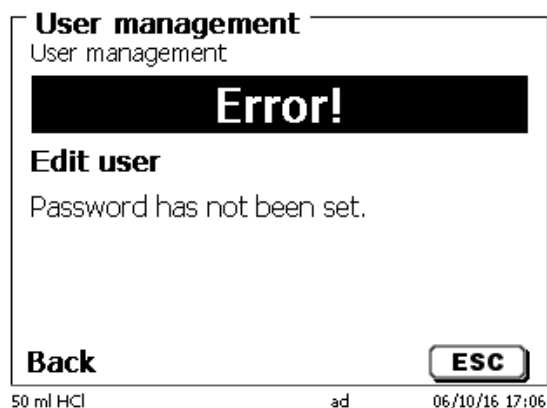 User management
User management
Error!
Edit user
Password has not been set.
Back ESC
50 ml HCl ad 06/10/16 17:06